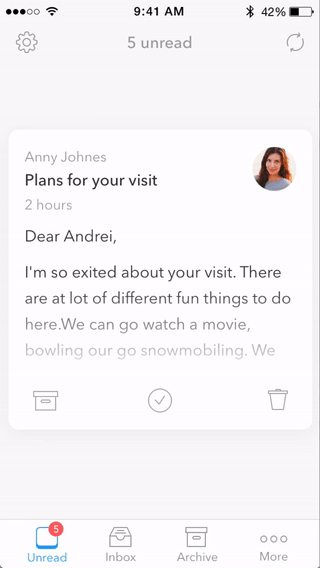 9:41 AM 42%
5 unread
Anny Johnes
Plans for your visit
2 hours
Dear Andrei,
I'm so exited about your visit. There
are at lot of different fun things to do
here.We can go watch a movie,
bowling our go snowmobiling. We
5
Unread Inbox Archive More